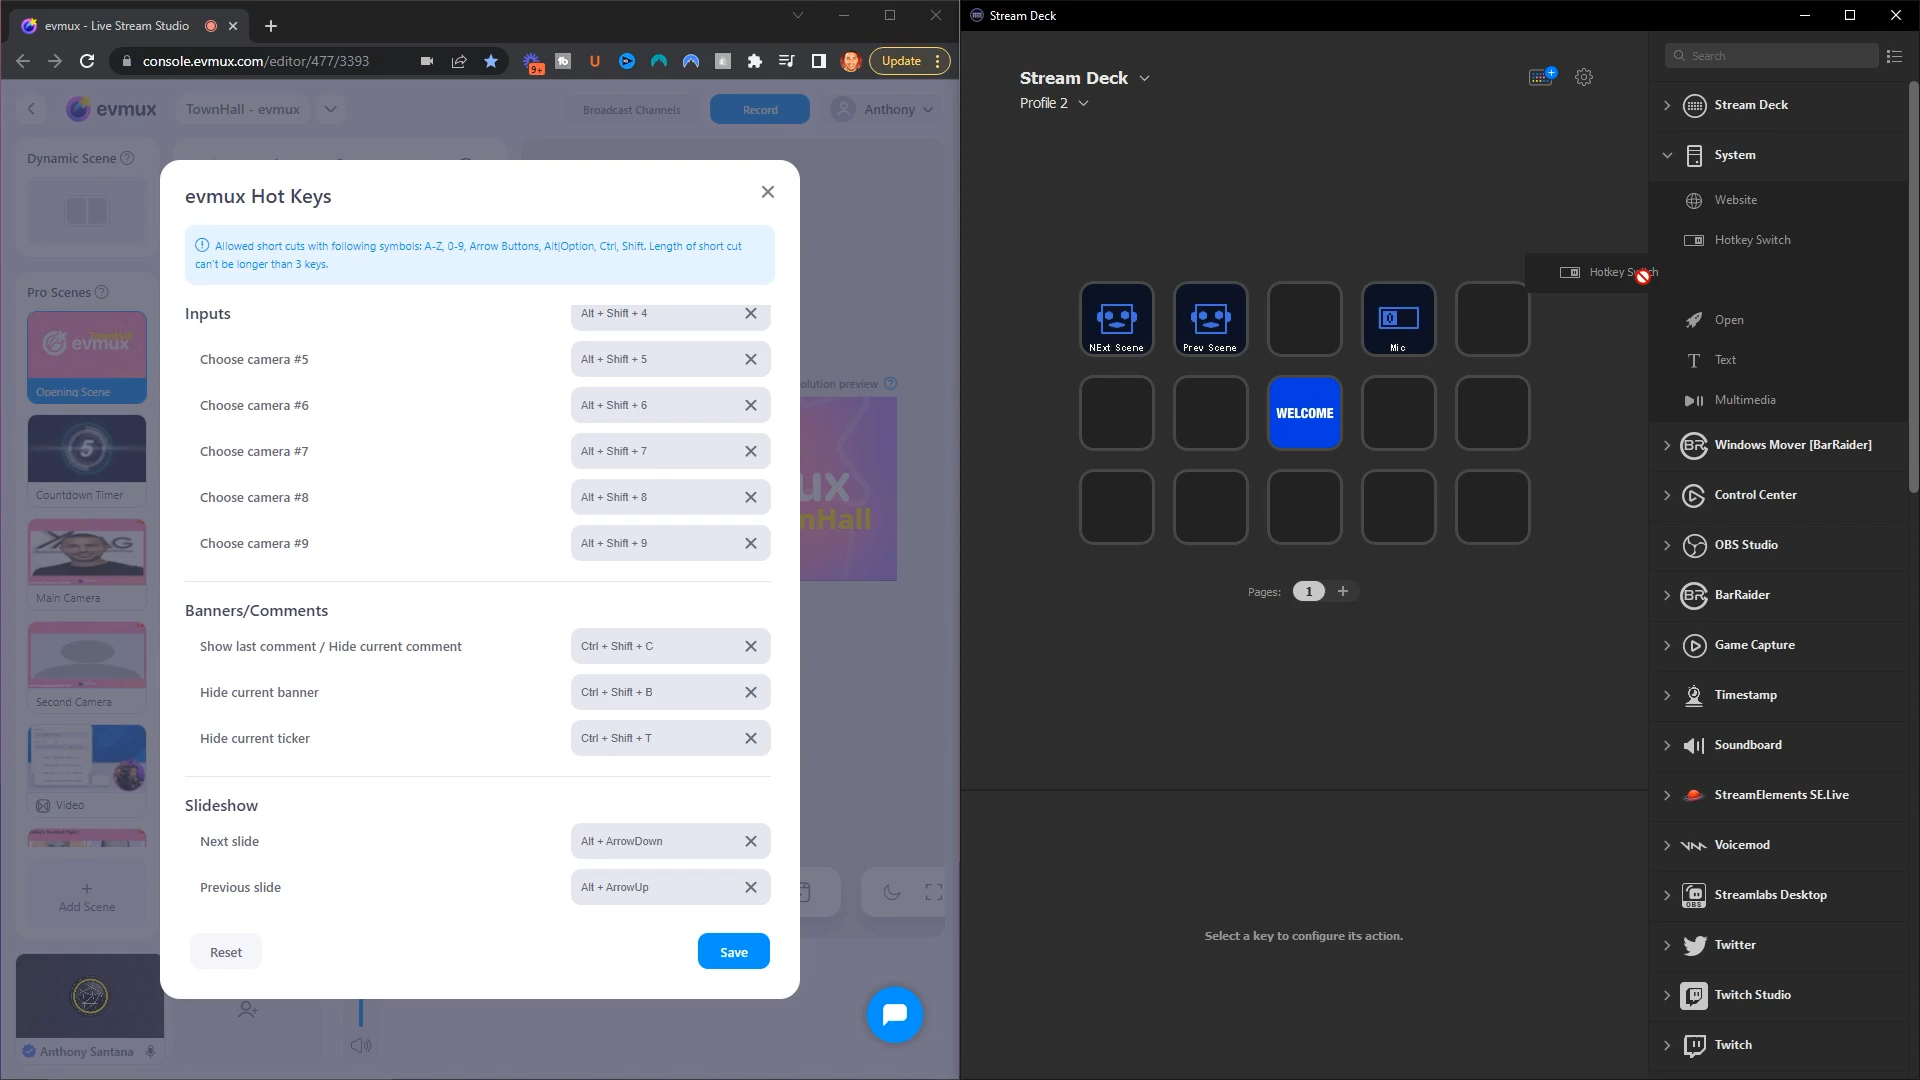 evmux - Live Stream Studio
console.evmux.com/editor/477/3393
9+
Update
evmux
TownHall - evmux
Broadcast Channels
Record
Anthony
Dynamic Scene
Pro Scenes
evmux
Opening Scene
Countdown Timer
Main Camera
Second Camera
Video
Add Scene
Anthony Santana
evmux Hot Keys
Allowed short cuts with following symbols: A-Z, 0-9, Arrow Buttons, Alt|Option, Ctrl, Shift. Length of short cut
can't be longer than 3 keys.
Inputs
Alt + Shift + 4
Choose camera #5
Alt + Shift + 5
Choose camera #6
Alt + Shift + 6
Choose camera #7
Alt + Shift + 7
Choose camera #8
Alt + Shift + 8
Choose camera #9
Alt + Shift + 9
Banners/Comments
Show last comment / Hide current comment
Ctrl + Shift + C
Hide current banner
Ctrl + Shift + B
Hide current ticker
Ctrl + Shift + T
Slideshow
Next slide
Alt + ArrowDown
Previous slide
Alt + ArrowUp
Reset
Save
olution preview
ux
nHall
Stream Deck
Stream Deck
Profile 2
NExt Scene
Prev Scene
Mic
WELCOME
Pages:
1
Select a key to configure its action.
Search
Stream Deck
System
Website
Hotkey Switch
Hotkey Switch
Open
Text
Multimedia
Windows Mover [BarRaider]
Control Center
OBS Studio
BarRaider
Game Capture
Timestamp
Soundboard
StreamElements SE.Live
Voicemod
Streamlabs Desktop
Twitter
Twitch Studio
Twitch